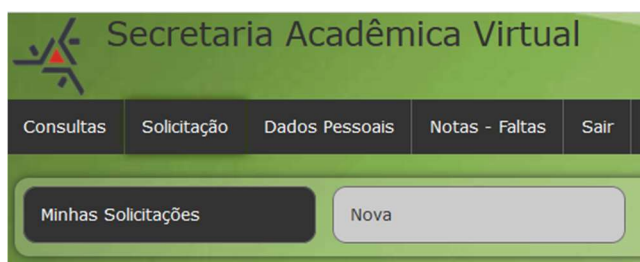 Secretaria Acadêmica Virtual
Consultas Solicitação Dados Pessoais Notas - Faltas Sair
Minhas Solicitações Nova